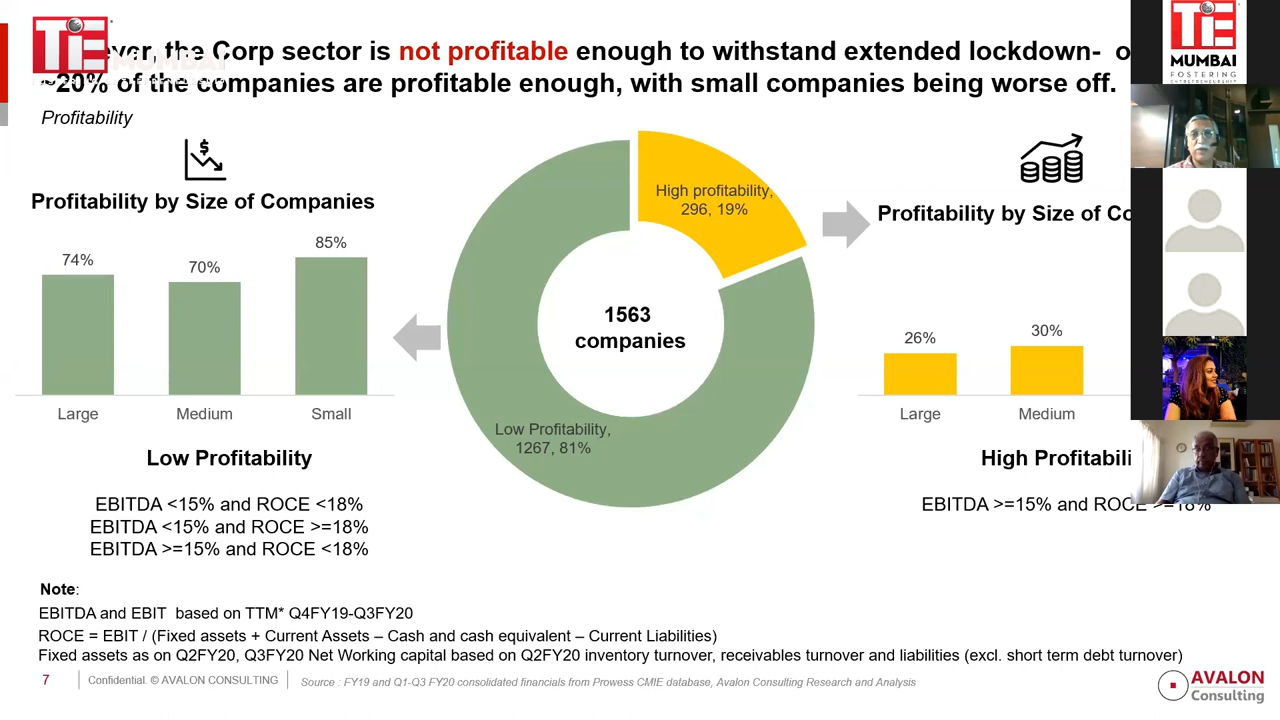 TiE
MUMBAI
ever, the Corp sector is not profitable enough to withstand extended lockdown- o
~20% of the companies are profitable enough, with small companies being worse off.
Profitability
Profitability by Size of Companies
74%
70%
85%
Large
Medium
Small
Low Profitability
EBITDA <15% and ROCE <18%
EBITDA <15% and ROCE >=18%
EBITDA >=15% and ROCE <18%
High profitability,
296, 19%
1563
companies
Low Profitability,
1267, 81%
Profitability by Size of Co
26%
30%
Large
Medium
High Profitabili
EBITDA >=15% and ROCE >=18%
TiE
MUMBAI
FOSTERING
ENTREPRENEURSHIP
Note:
EBITDA and EBIT based on TTM* Q4FY19-Q3FY20
ROCE = EBIT / (Fixed assets + Current Assets – Cash and cash equivalent – Current Liabilities)
Fixed assets as on Q2FY20, Q3FY20 Net Working capital based on Q2FY20 inventory turnover, receivables turnover and liabilities (excl. short term debt turnover)
7
Confidential. © AVALON CONSULTING
Source : FY19 and Q1-Q3 FY20 consolidated financials from Prowess CMIE database, Avalon Consulting Research and Analysis
AVALON
Consulting